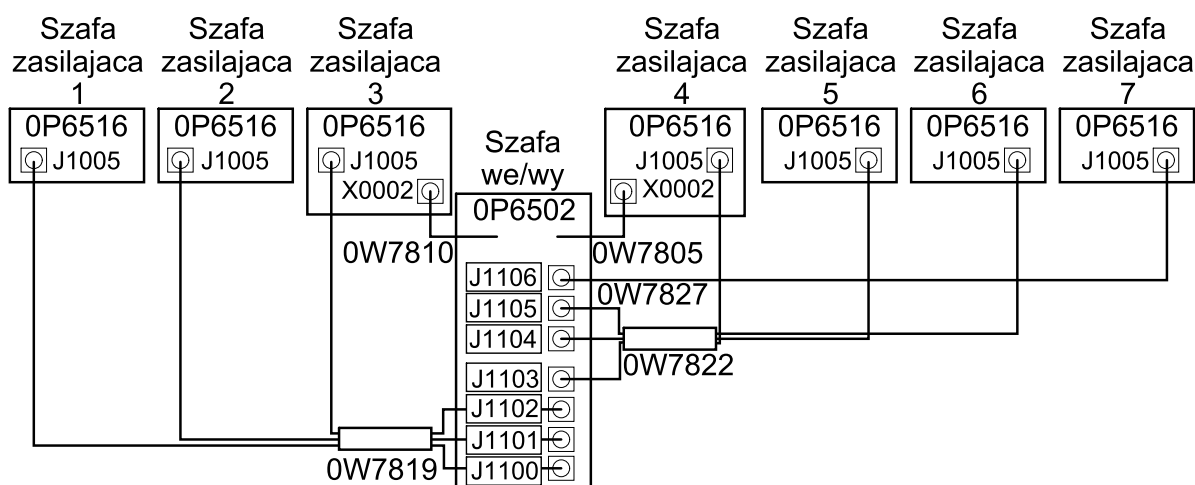 Szafa
zasilajaca
1
Szafa
zasilajaca
2
Szafa
zasilajaca
3
Szafa
zasilajaca
4
Szafa
zasilajaca
5
Szafa
zasilajaca
6
Szafa
zasilajaca
7
0P6516
J1005
0P6516
J1005
0P6516
J1005
X0002
Szafa
we/wy
0P6502
0P6516
J1005
X0002
0P6516
J1005
0P6516
J1005
0P6516
J1005
0W7810
0W7805
J1106
0W7827
J1105
J1104
0W7822
J1103
J1102
J1101
0W7819
J1100